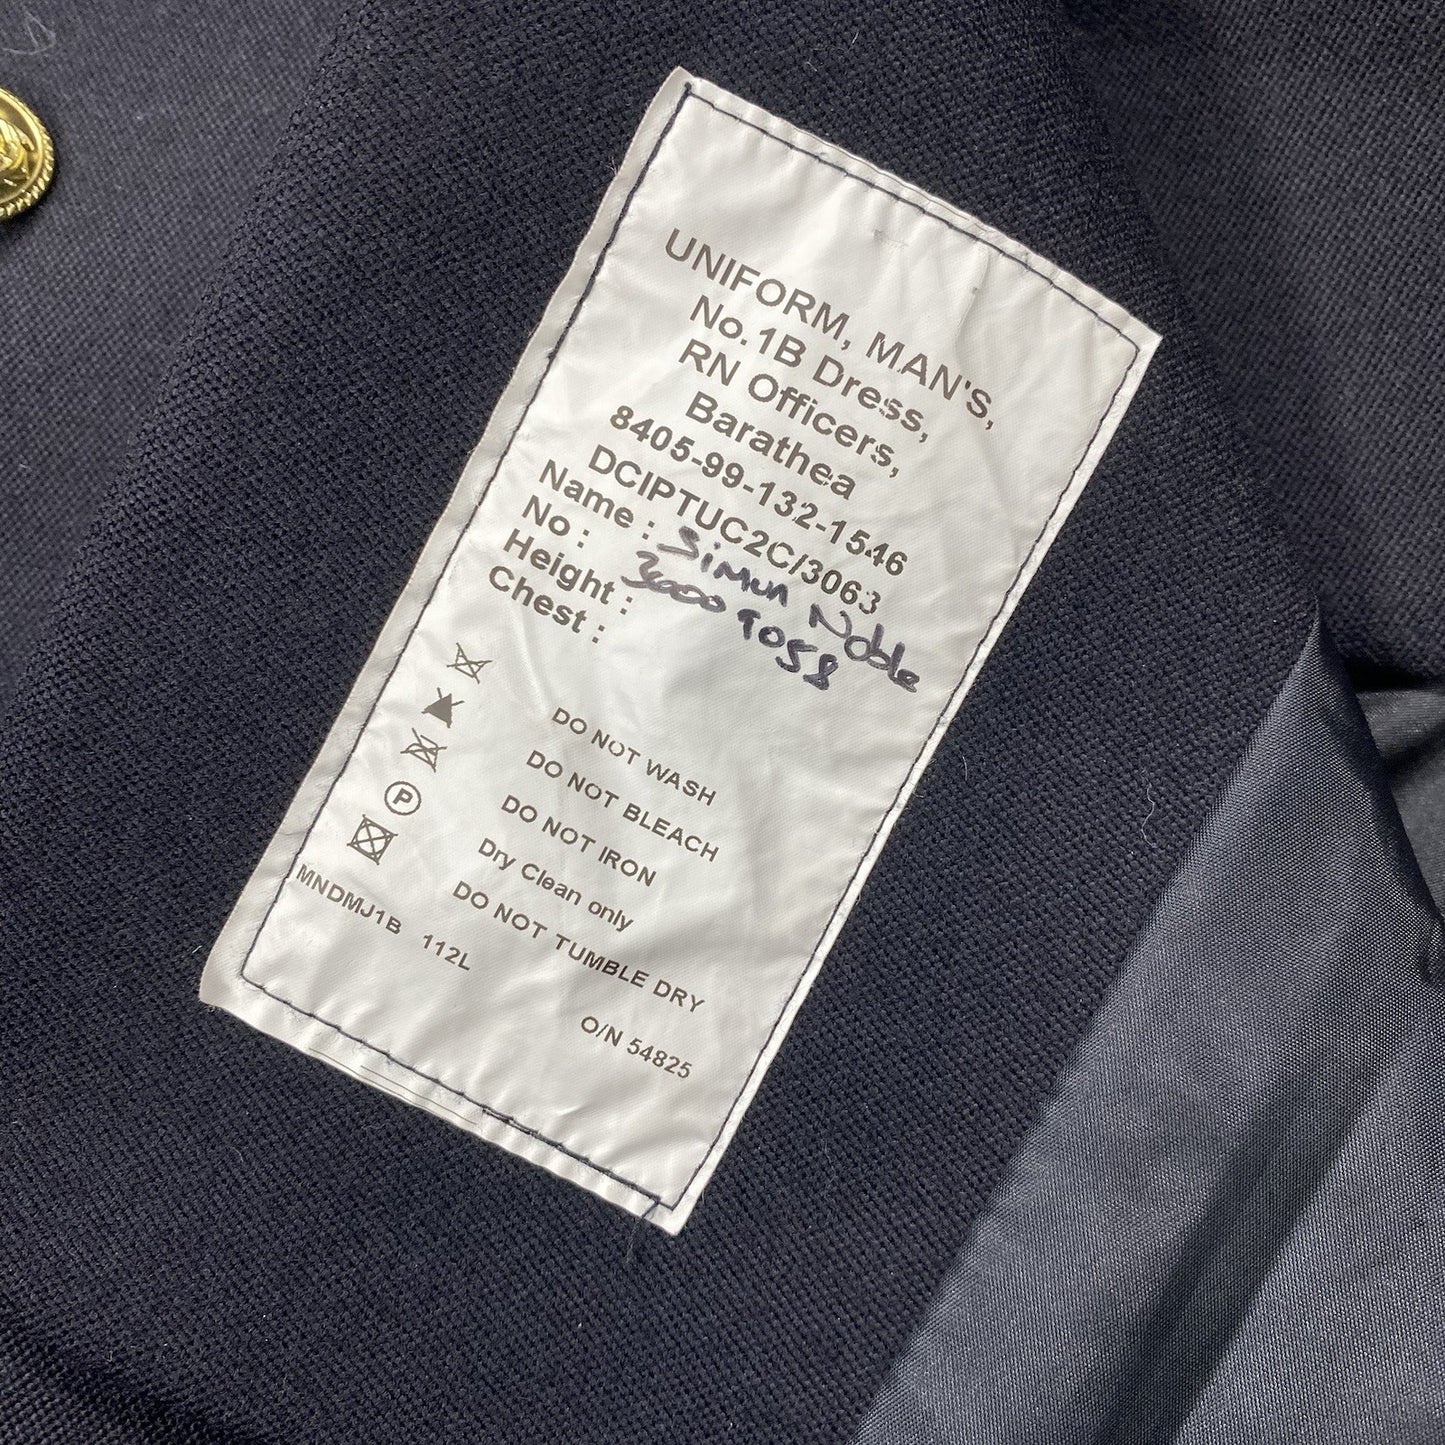 UNIFORM, MAN'S,
No.1B Dress,
RN Officers,
Barathea
8405-99-132-1546
DCIPTUC2C/3063
Name : Simon Noble
No : 3000 9058
Height :
Chest :
DO NOT WASH
DO NOT BLEACH
DO NOT IRON
P Dry Clean only
DO NOT TUMBLE DRY
MNDMJ1B 112L
O/N 54825